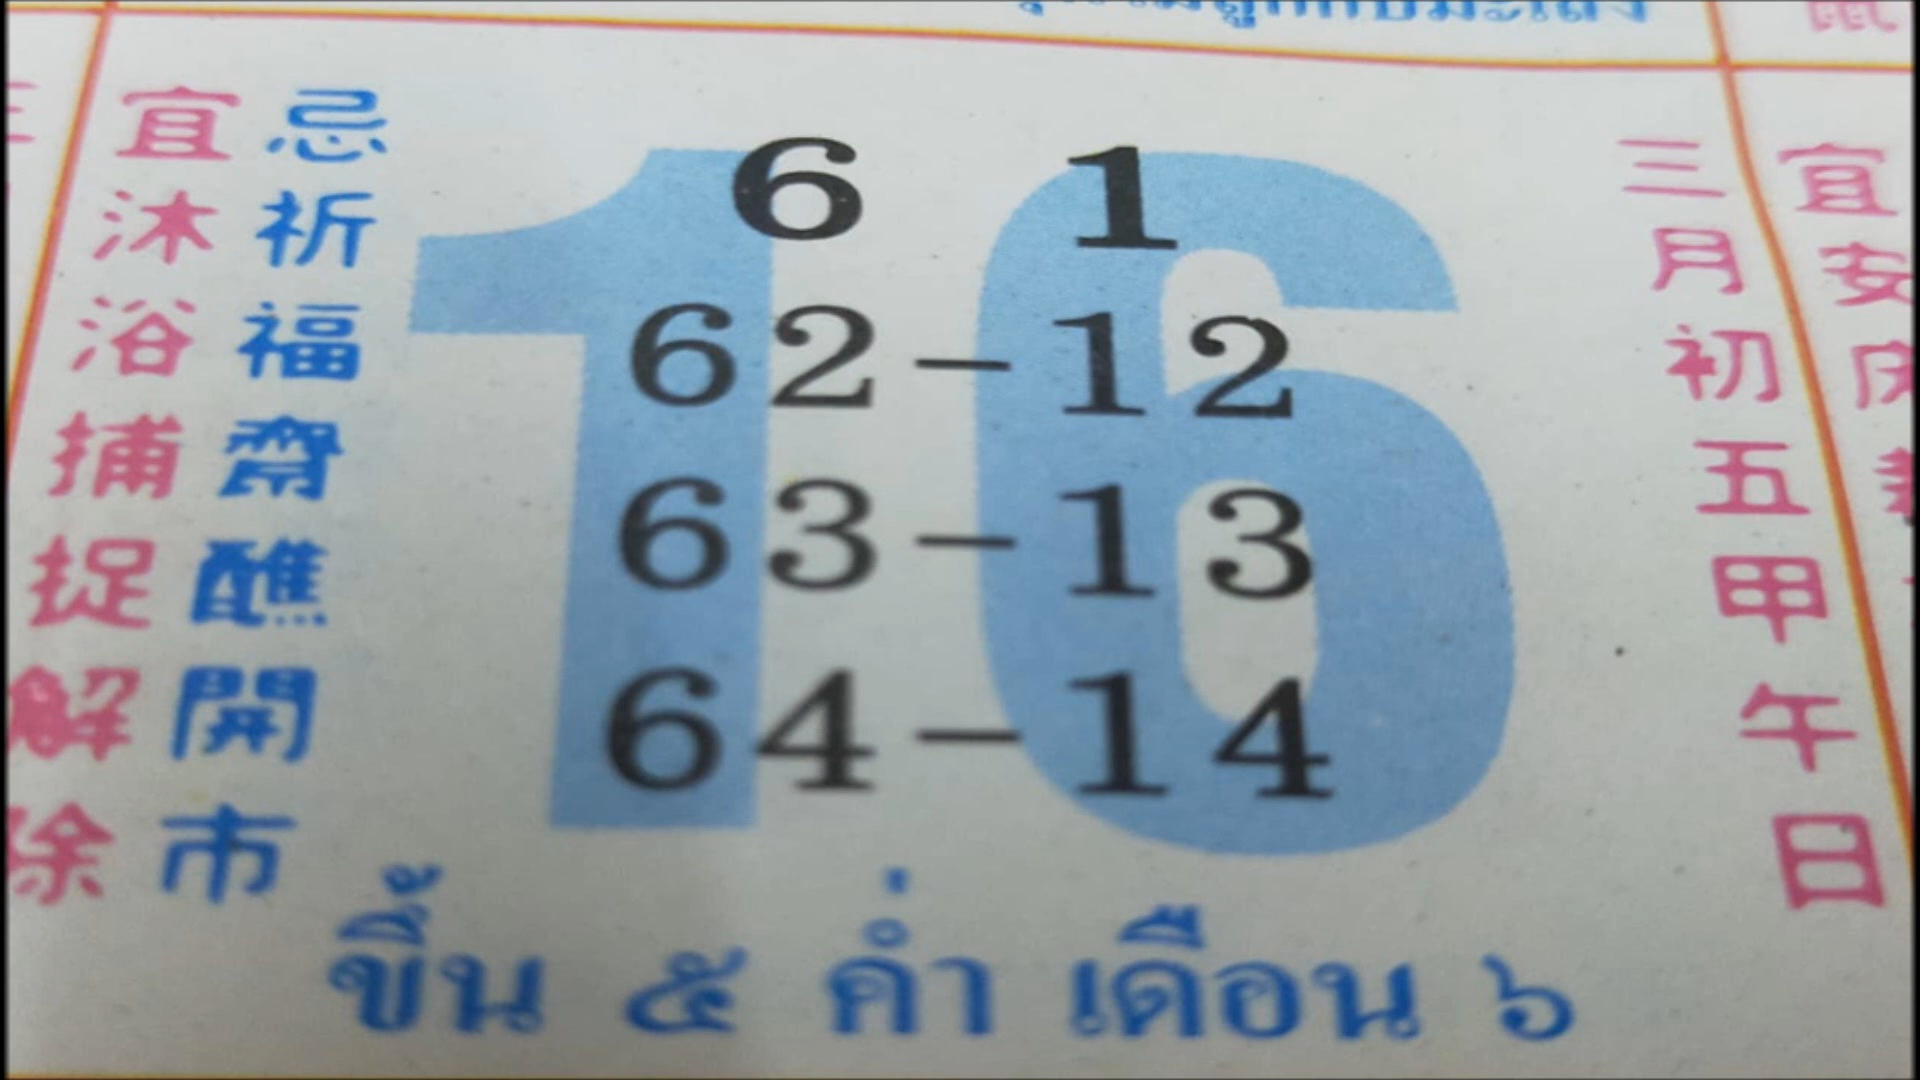 宜沐浴捕捉解除
忌祈福齋醮開市
16
6 1
62-12
63-13
64-14
三月初五甲午日
宜安
ขึ้น ๕ ค่ำ เดือน ๖